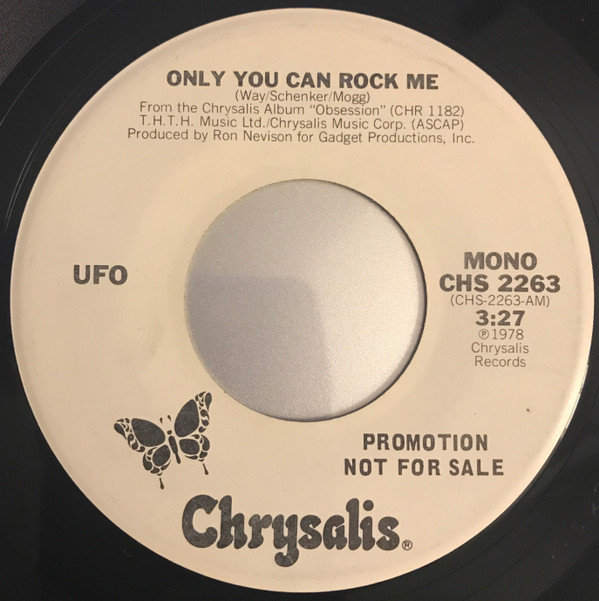 ONLY YOU CAN ROCK ME
(Way/Schenker/Mogg)
From the Chrysalis Album "Obsession" (CHR 1182)
T.H.T.H. Music Ltd./Chrysalis Music Corp. (ASCAP)
Produced by Ron Nevison for Gadget Productions, Inc.
UFO
MONO
CHS 2263
(CHS-2263-AM)
3:27
℗1978
Chrysalis
Records
PROMOTION
NOT FOR SALE
Chrysalis®